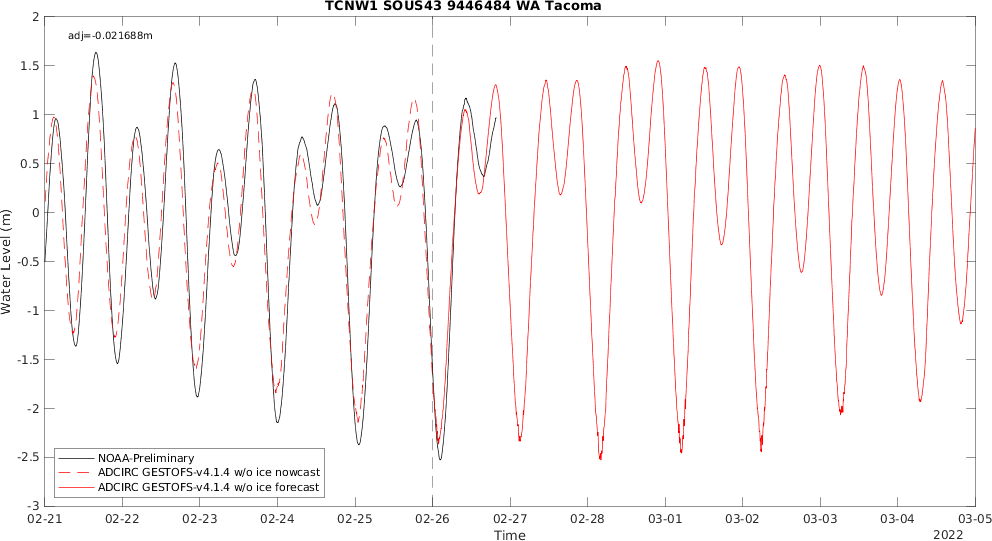 TCNW1 SOUS43 9446484 WA Tacoma
adj=-0.021688m
2
1.5
1
0.5
0
-0.5
-1
-1.5
-2
-2.5
-3
Water Level (m)
NOAA-Preliminary
ADCIRC GESTOFS-v4.1.4 w/o ice nowcast
ADCIRC GESTOFS-v4.1.4 w/o ice forecast
02-21 02-22 02-23 02-24 02-25 02-26 02-27 02-28 03-01 03-02 03-03 03-04 03-05
Time
2022